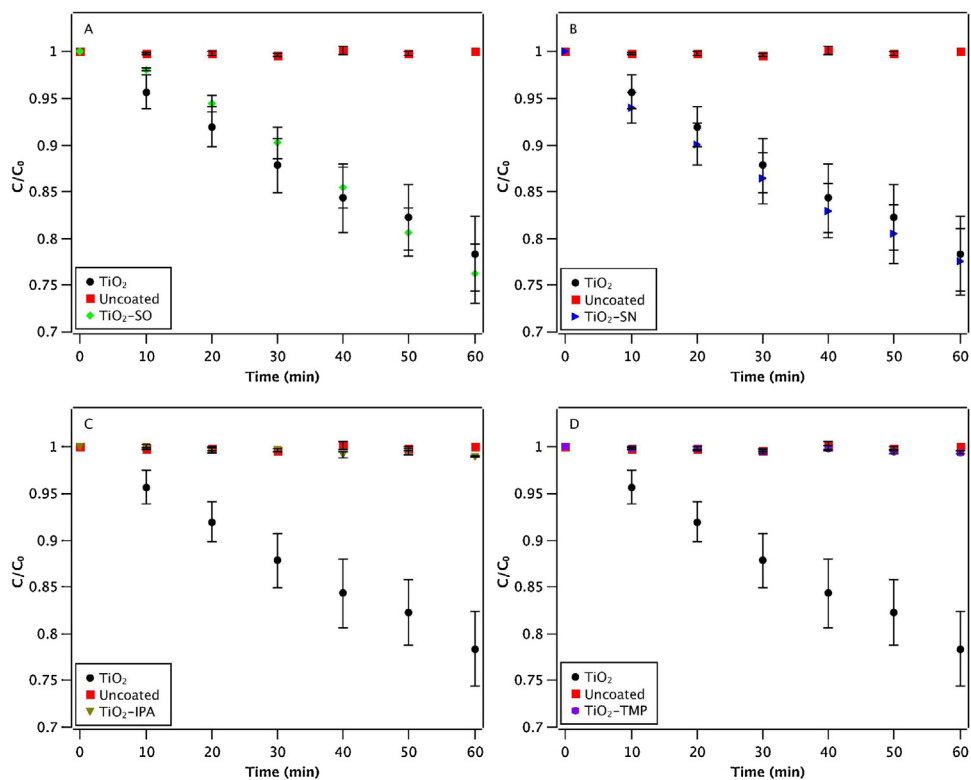 A
C/C₀
1
0.95
0.9
0.85
0.8
0.75
0.7
TiO₂
Uncoated
TiO₂-SO
0 10 20 30 40 50 60
Time (min)
B
C/C₀
1
0.95
0.9
0.85
0.8
0.75
0.7
TiO₂
Uncoated
TiO₂-SN
0 10 20 30 40 50 60
Time (min)
C
C/C₀
1
0.95
0.9
0.85
0.8
0.75
0.7
TiO₂
Uncoated
TiO₂-IPA
0 10 20 30 40 50 60
Time (min)
D
C/C₀
1
0.95
0.9
0.85
0.8
0.75
0.7
TiO₂
Uncoated
TiO₂-TMP
0 10 20 30 40 50 60
Time (min)